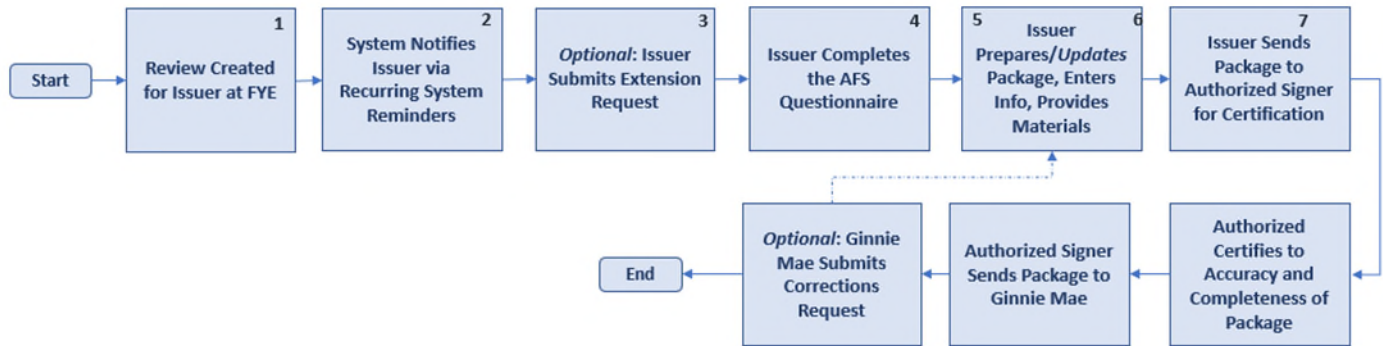 Start
1
Review Created
for Issuer at FYE
2
System Notifies
Issuer via
Recurring System
Reminders
3
Optional: Issuer
Submits Extension
Request
4
Issuer Completes
the AFS
Questionnaire
5
6
Issuer
Prepares/Updates
Package, Enters
Info, Provides
Materials
7
Issuer Sends
Package to
Authorized Signer
for Certification
Authorized
Certifies to
Accuracy and
Completeness of
Package
Authorized Signer
Sends Package to
Ginnie Mae
Optional: Ginnie
Mae Submits
Corrections
Request
End